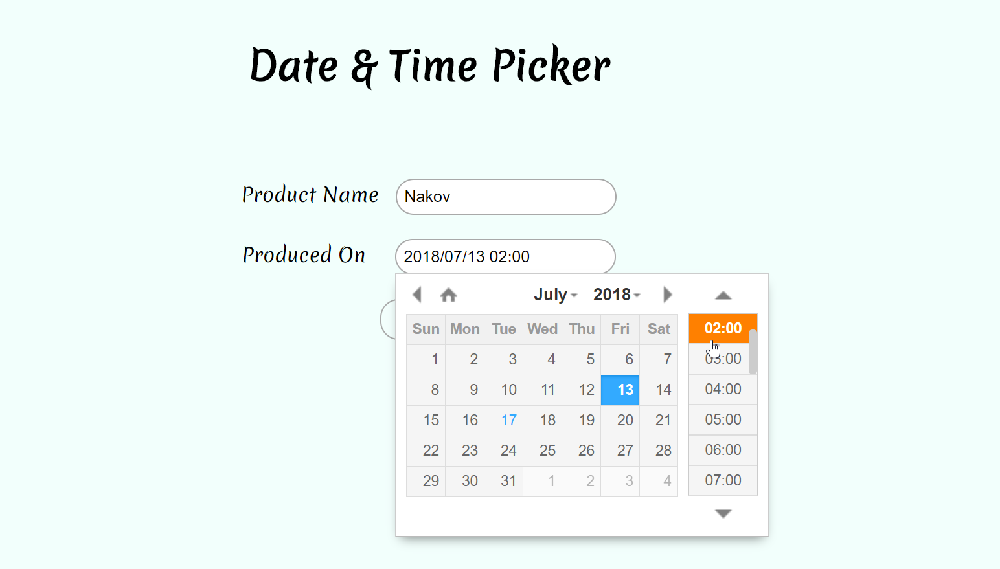 Date & Time Picker
Product Name Nakov
Produced On 2018/07/13 02:00
July 2018
Sun Mon Tue Wed Thu Fri Sat
1 2 3 4 5 6 7
8 9 10 11 12 13 14
15 16 17 18 19 20 21
22 23 24 25 26 27 28
29 30 31 1 2 3 4
02:00
03:00
04:00
05:00
06:00
07:00